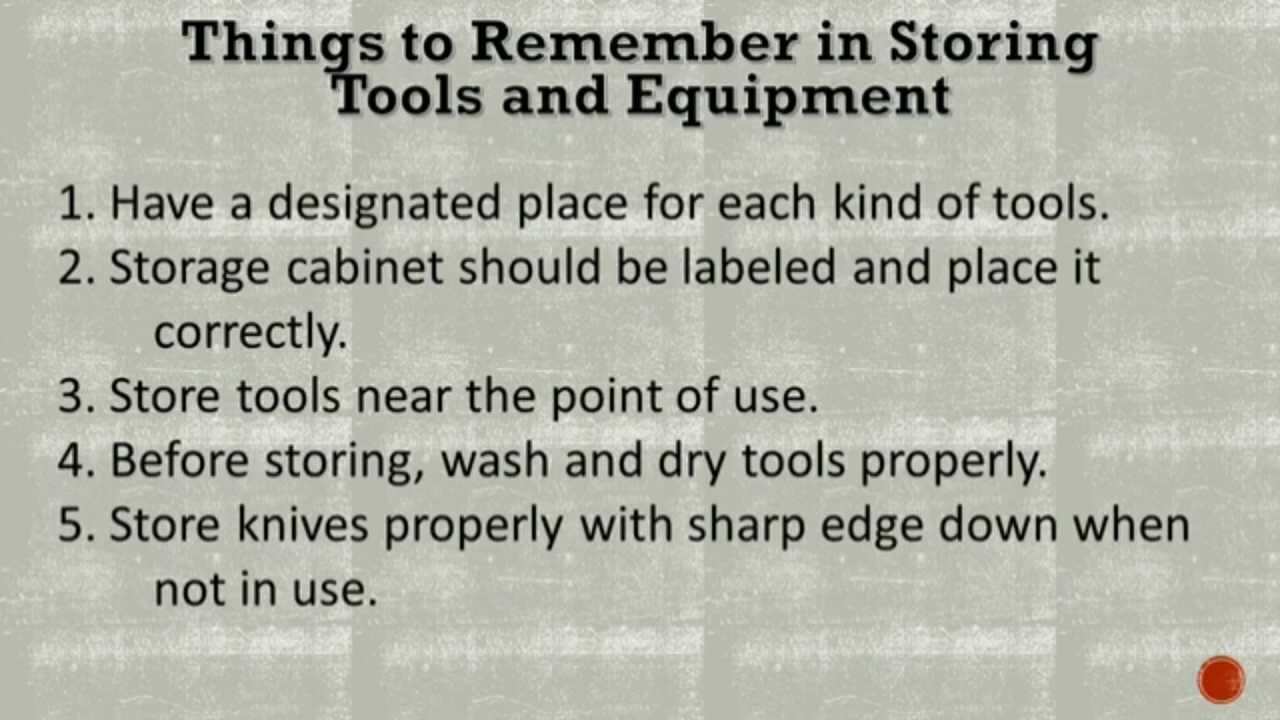 Things to Remember in Storing
Tools and Equipment
1. Have a designated place for each kind of tools.
2. Storage cabinet should be labeled and place it
correctly.
3. Store tools near the point of use.
4. Before storing, wash and dry tools properly.
5. Store knives properly with sharp edge down when
not in use.